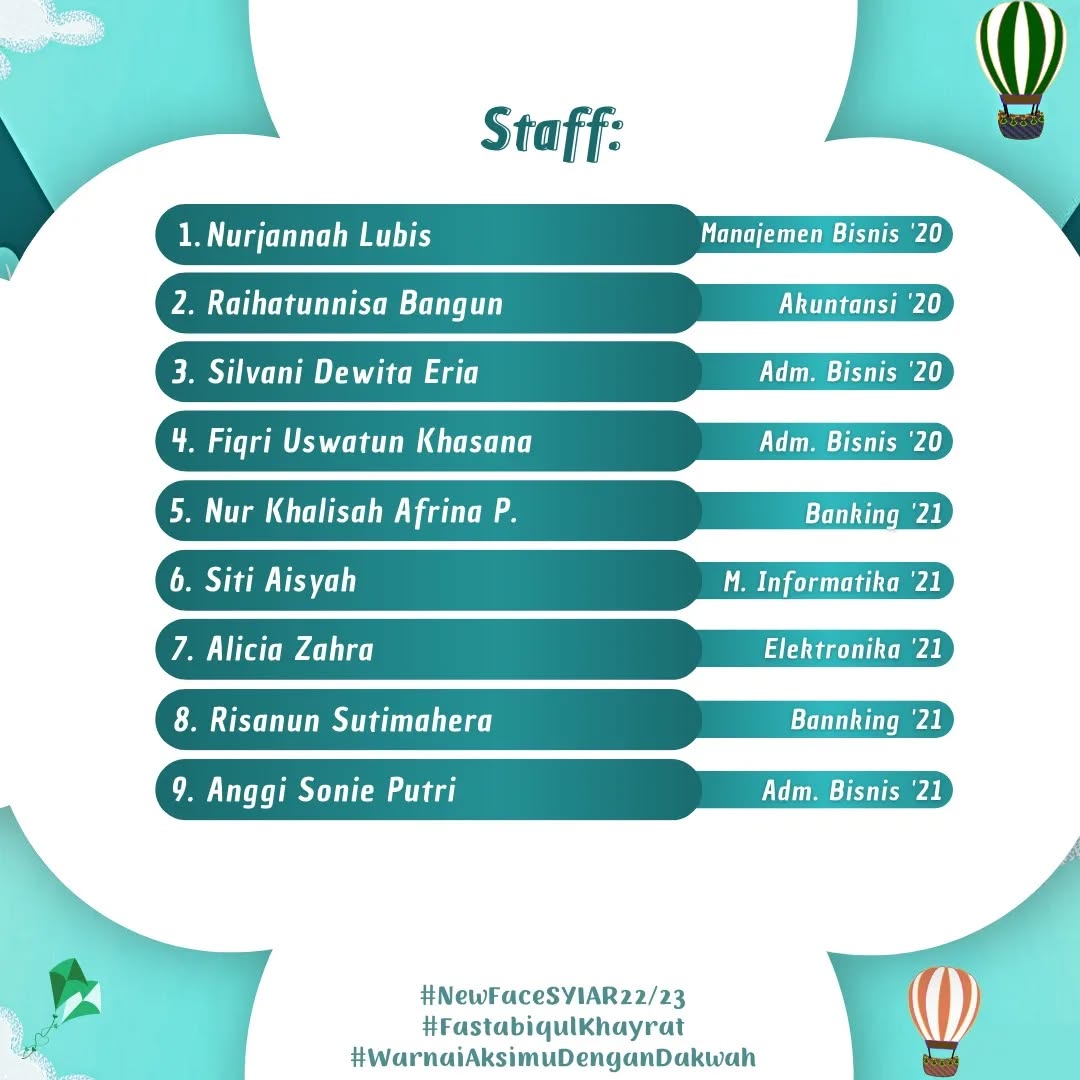 Staff:
1. Nurjannah Lubis Manajemen Bisnis '20
2. Raihatunnisa Bangun Akuntansi '20
3. Silvani Dewita Eria Adm. Bisnis '20
4. Fiqri Uswatun Khasana Adm. Bisnis '20
5. Nur Khalisah Afrina P. Banking '21
6. Siti Aisyah M. Informatika '21
7. Alicia Zahra Elektronika '21
8. Risanun Sutimahera Bannking '21
9. Anggi Sonie Putri Adm. Bisnis '21
#NewFaceSYIAR22/23
#FastabiqulKhayrat
#WarnaiAksimuDenganDakwah